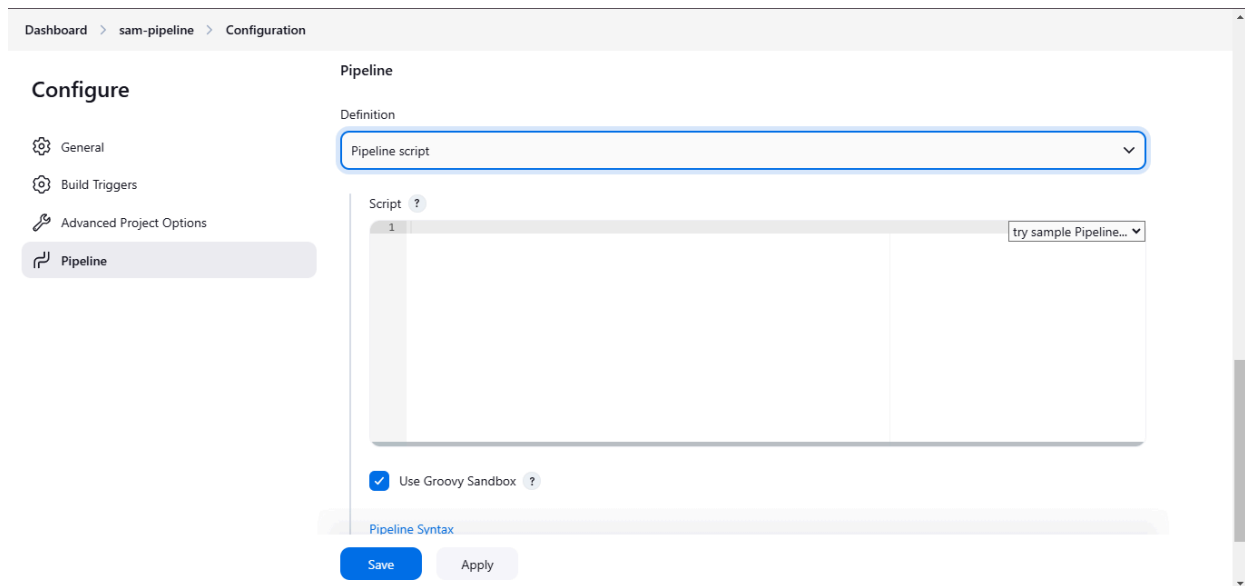 Dashboard > sam-pipeline > Configuration
Configure
General
Build Triggers
Advanced Project Options
Pipeline
Pipeline
Definition
Pipeline script
Script ?
1
try sample Pipeline...
Use Groovy Sandbox ?
Pipeline Syntax
Save Apply